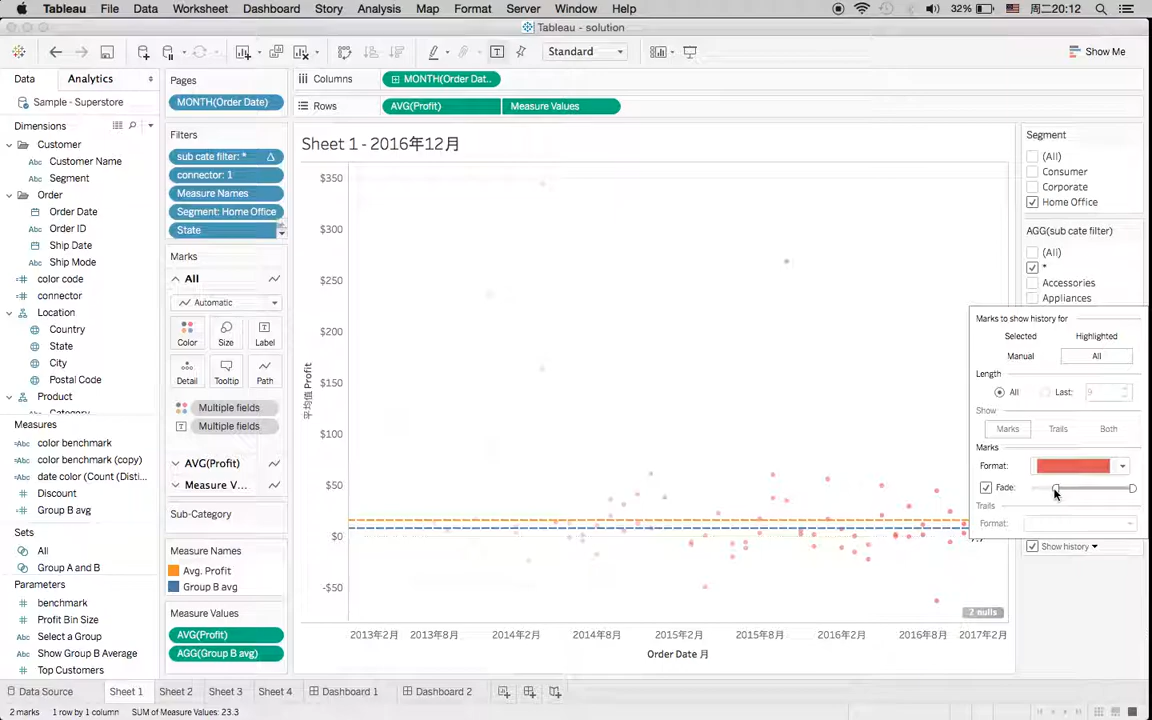 Tableau File Data Worksheet Dashboard Story Analysis Map Format Server Window Help 32% 周二20:12
Tableau - solution
Standard
Show Me
Data Analytics
Sample - Superstore
Dimensions
Customer
Abc Customer Name
Abc Segment
Order
Order Date
Abc Order ID
Ship Date
Abc Ship Mode
color code
connector
Location
Country
State
City
Postal Code
Product
Measures
=Abc color benchmark
=Abc color benchmark (copy)
=Abc date color (Count (Disti...
# Discount
=# Group B avg
Sets
All
Group A and B
Parameters
# benchmark
# Profit Bin Size
Abc Select a Group
Abc Show Group B Average
# Top Customers
Pages
MONTH(Order Date)
Filters
sub cate filter: *
connector: 1
Measure Names
Segment: Home Office
State
Marks
All
Automatic
Color Size Label
Detail Tooltip Path
Multiple fields
Multiple fields
AVG(Profit)
Measure V...
Sub-Category
Measure Names
Avg. Profit
Group B avg
Measure Values
AVG(Profit)
AGG(Group B avg)
Columns
MONTH(Order Dat..
Rows
AVG(Profit) Measure Values
Sheet 1 - 2016年12月
$350
$300
$250
$200
$150
$100
$50
$0
-$50
平均值 Profit
2 nulls
2013年2月 2013年8月 2014年2月 2014年8月 2015年2月 2015年8月 2016年2月 2016年8月 2017年2月
Order Date 月
Segment
(All)
Consumer
Corporate
Home Office
AGG(sub cate filter)
(All)
*
Accessories
Appliances
Marks to show history for
Selected Highlighted
Manual All
Length
All Last: 9
Show
Marks Trails Both
Marks
Format:
Fade:
Trails
Format:
Show history
Data Source Sheet 1 Sheet 2 Sheet 3 Sheet 4 Dashboard 1 Dashboard 2
2 marks 1 row by 1 column SUM of Measure Values: 23.3